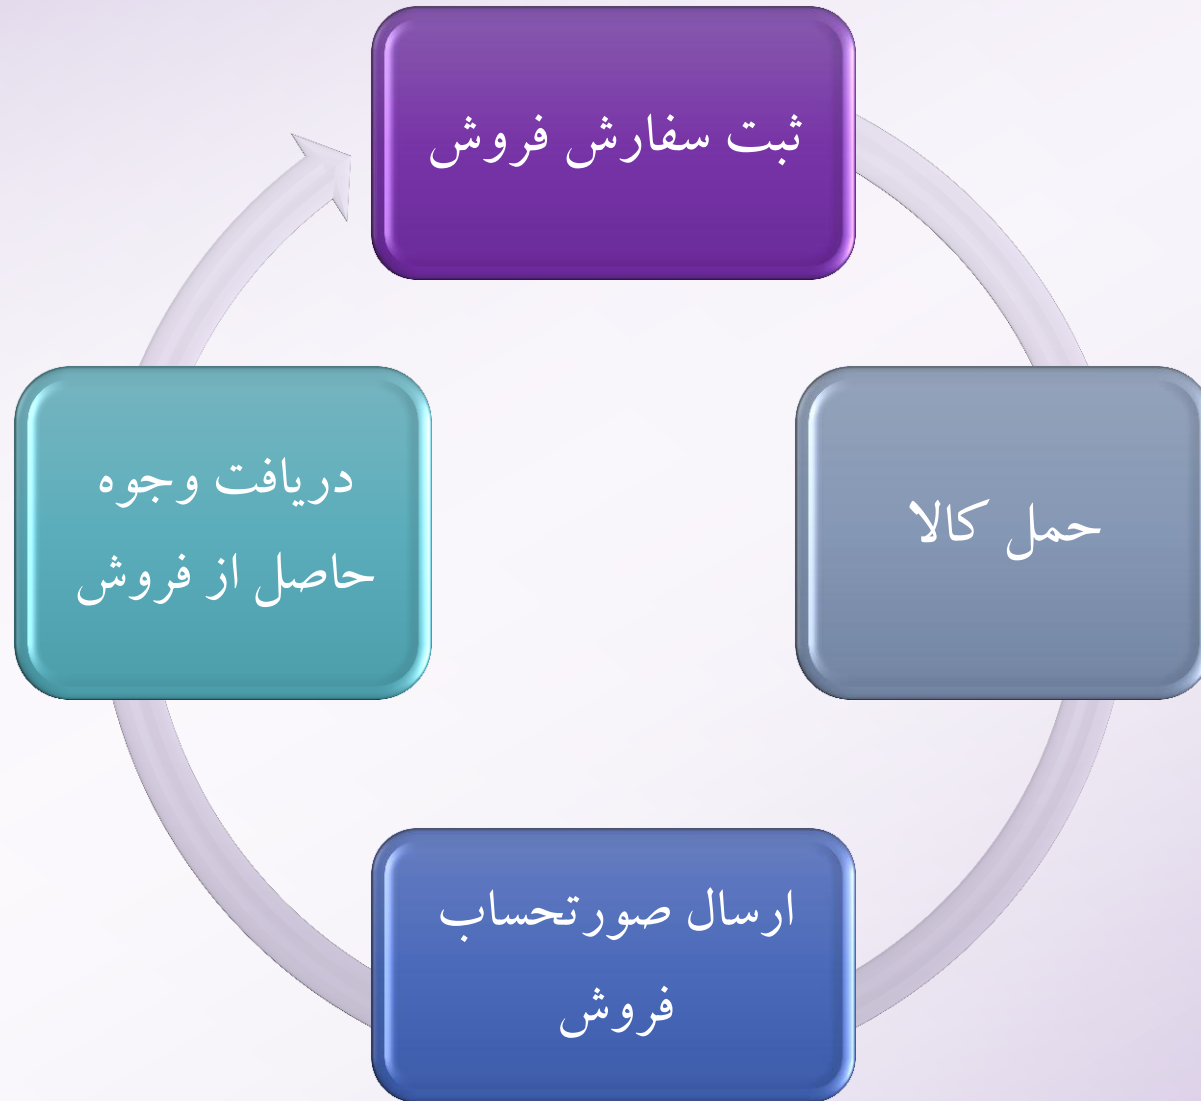 ثبت سفارش فروش
حمل کالا
ارسال صورتحساب
فروش
دریافت وجوه
حاصل از فروش